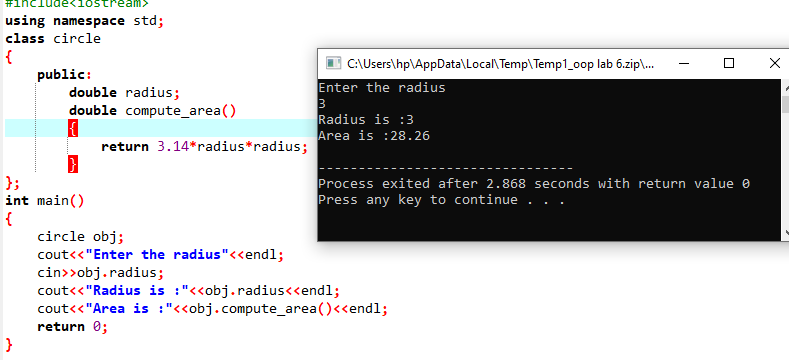 #include<iostream>
using namespace std;
class circle
{
public:
double radius;
double compute_area()
{
return 3.14*radius*radius;
}
};
int main()
{
circle obj;
cout<<"Enter the radius"<<endl;
cin>>obj.radius;
cout<<"Radius is :"<<obj.radius<<endl;
cout<<"Area is :"<<obj.compute_area()<<endl;
return 0;
}
C:\Users\hp\AppData\Local\Temp\Temp1_oop lab 6.zip\...
Enter the radius
3
Radius is :3
Area is :28.26
--------------------------------
Process exited after 2.868 seconds with return value 0
Press any key to continue . . .